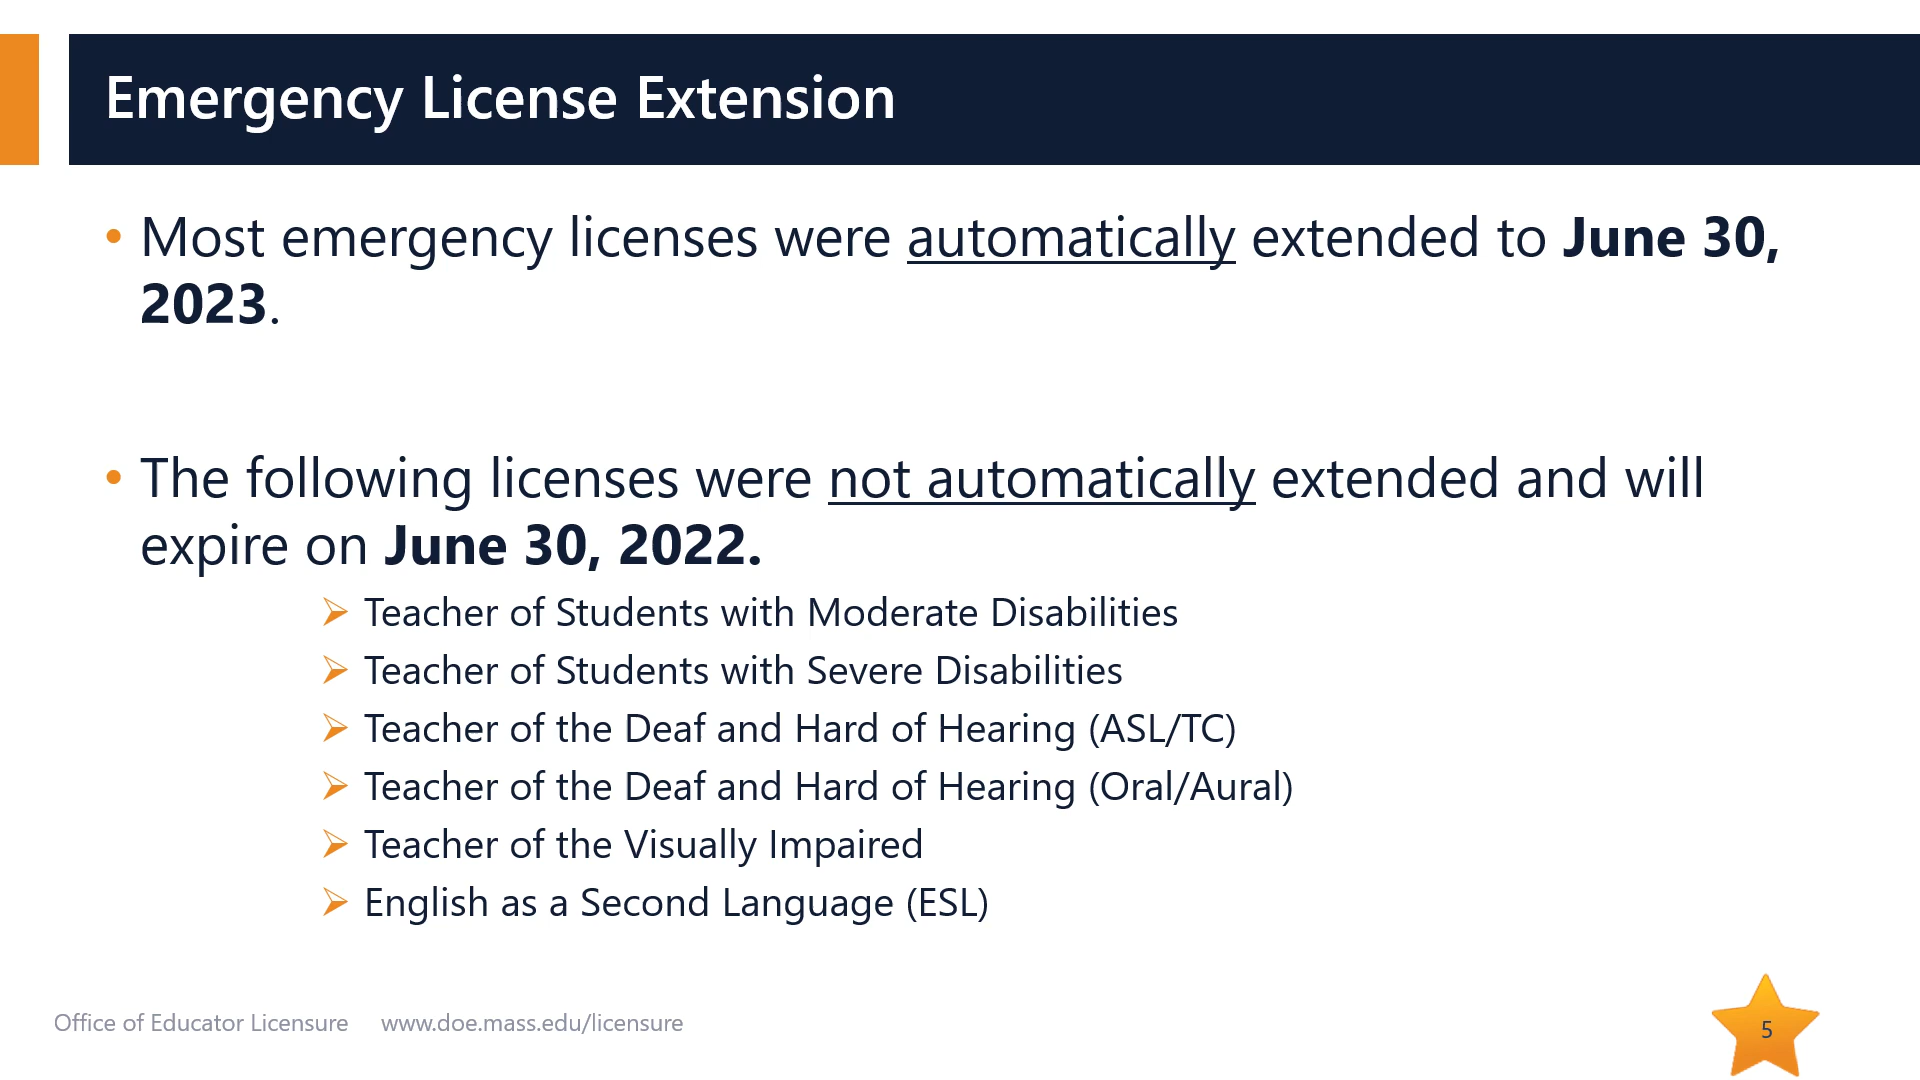 Emergency License Extension
• Most emergency licenses were automatically extended to June 30,
2023.
• The following licenses were not automatically extended and will
expire on June 30, 2022.
➢ Teacher of Students with Moderate Disabilities
➢ Teacher of Students with Severe Disabilities
➢ Teacher of the Deaf and Hard of Hearing (ASL/TC)
➢ Teacher of the Deaf and Hard of Hearing (Oral/Aural)
➢ Teacher of the Visually Impaired
➢ English as a Second Language (ESL)
Office of Educator Licensure www.doe.mass.edu/licensure
5